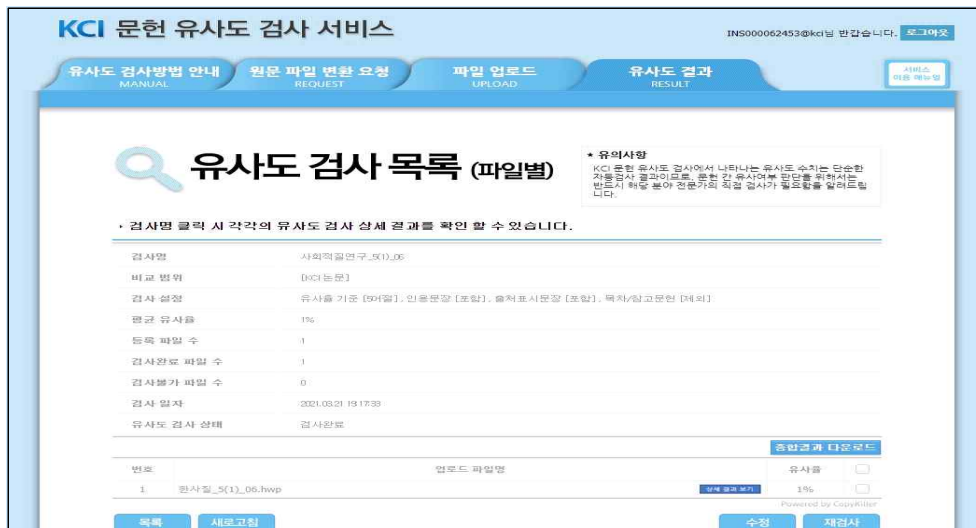 KCI 문헌 유사도 검사 서비스
INS000062453@kci님 반갑습니다. 로그아웃
유사도 검사방법 안내 원문 파일 변환 요청 파일 업로드 유사도 결과
MANUAL REQUEST UPLOAD RESULT
서비스
이용 매뉴얼
유사도 검사 목록 (파일별)
* 유의사항
KCI 문헌 유사도 검사에서 나타나는 유사도 수치는 단순한
자동검사 결과이므로, 문헌 간 유사여부 판단을 위해서는
반드시 해당 분야 전문가의 직접 검사가 필요함을 알려드립
니다.
검사명 클릭 시 각각의 유사도 검사 상세 결과를 확인 할 수 있습니다.
검사명 사회적질연구_5(1)_06
비교 범위 [KCI논문]
검사 설정 유사율 기준 [5어절], 인용문장 [포함], 출처표시문장 [포함], 목차/참고문헌 [제외]
평균 유사율 1%
등록 파일 수 1
검사완료 파일 수 1
검사불가 파일 수 0
검사 일자
유사도 검사 상태 검사완료
종합결과 다운로드
번호 업로드 파일명 유사율
1 한사질_5(1)_06.hwp 상세 결과 보기 1%
Powered by CopyKiller
목록 새로고침 수정 재검사